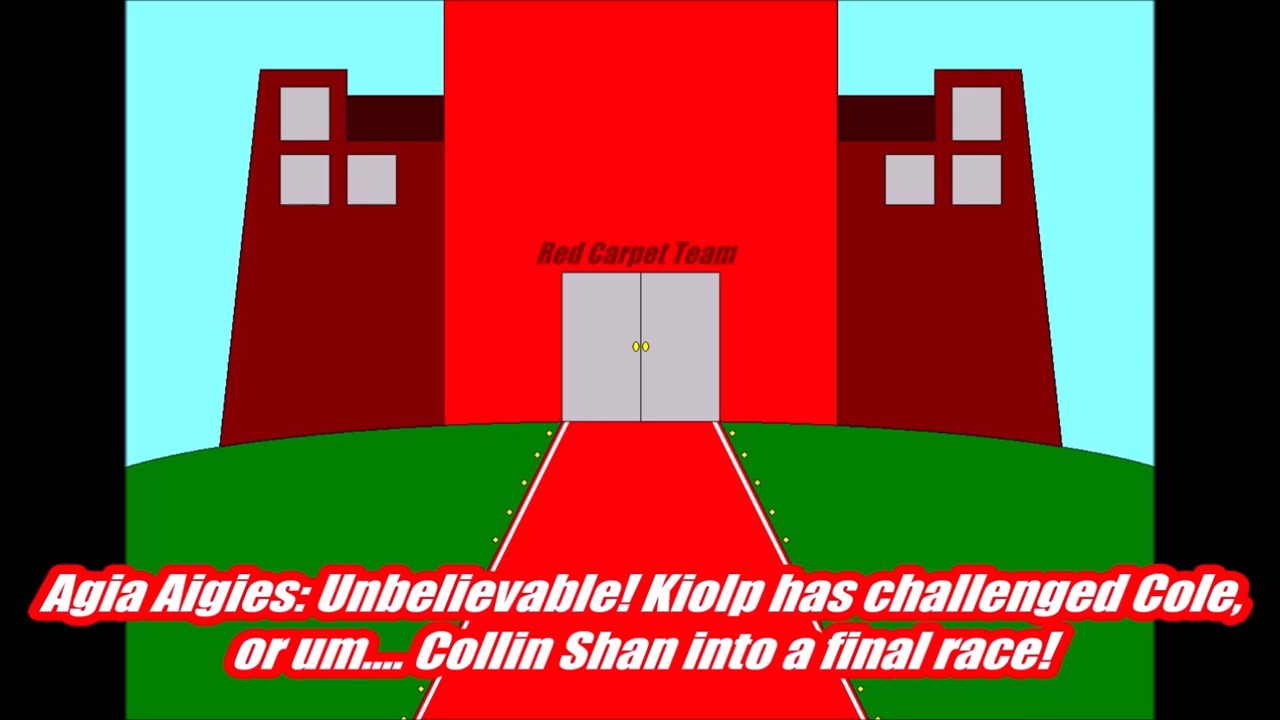 Red Carpet Team
Agia Aigies: Unbelievable! Kiolp has challenged Cole,
or um.... Collin Shan into a final race!